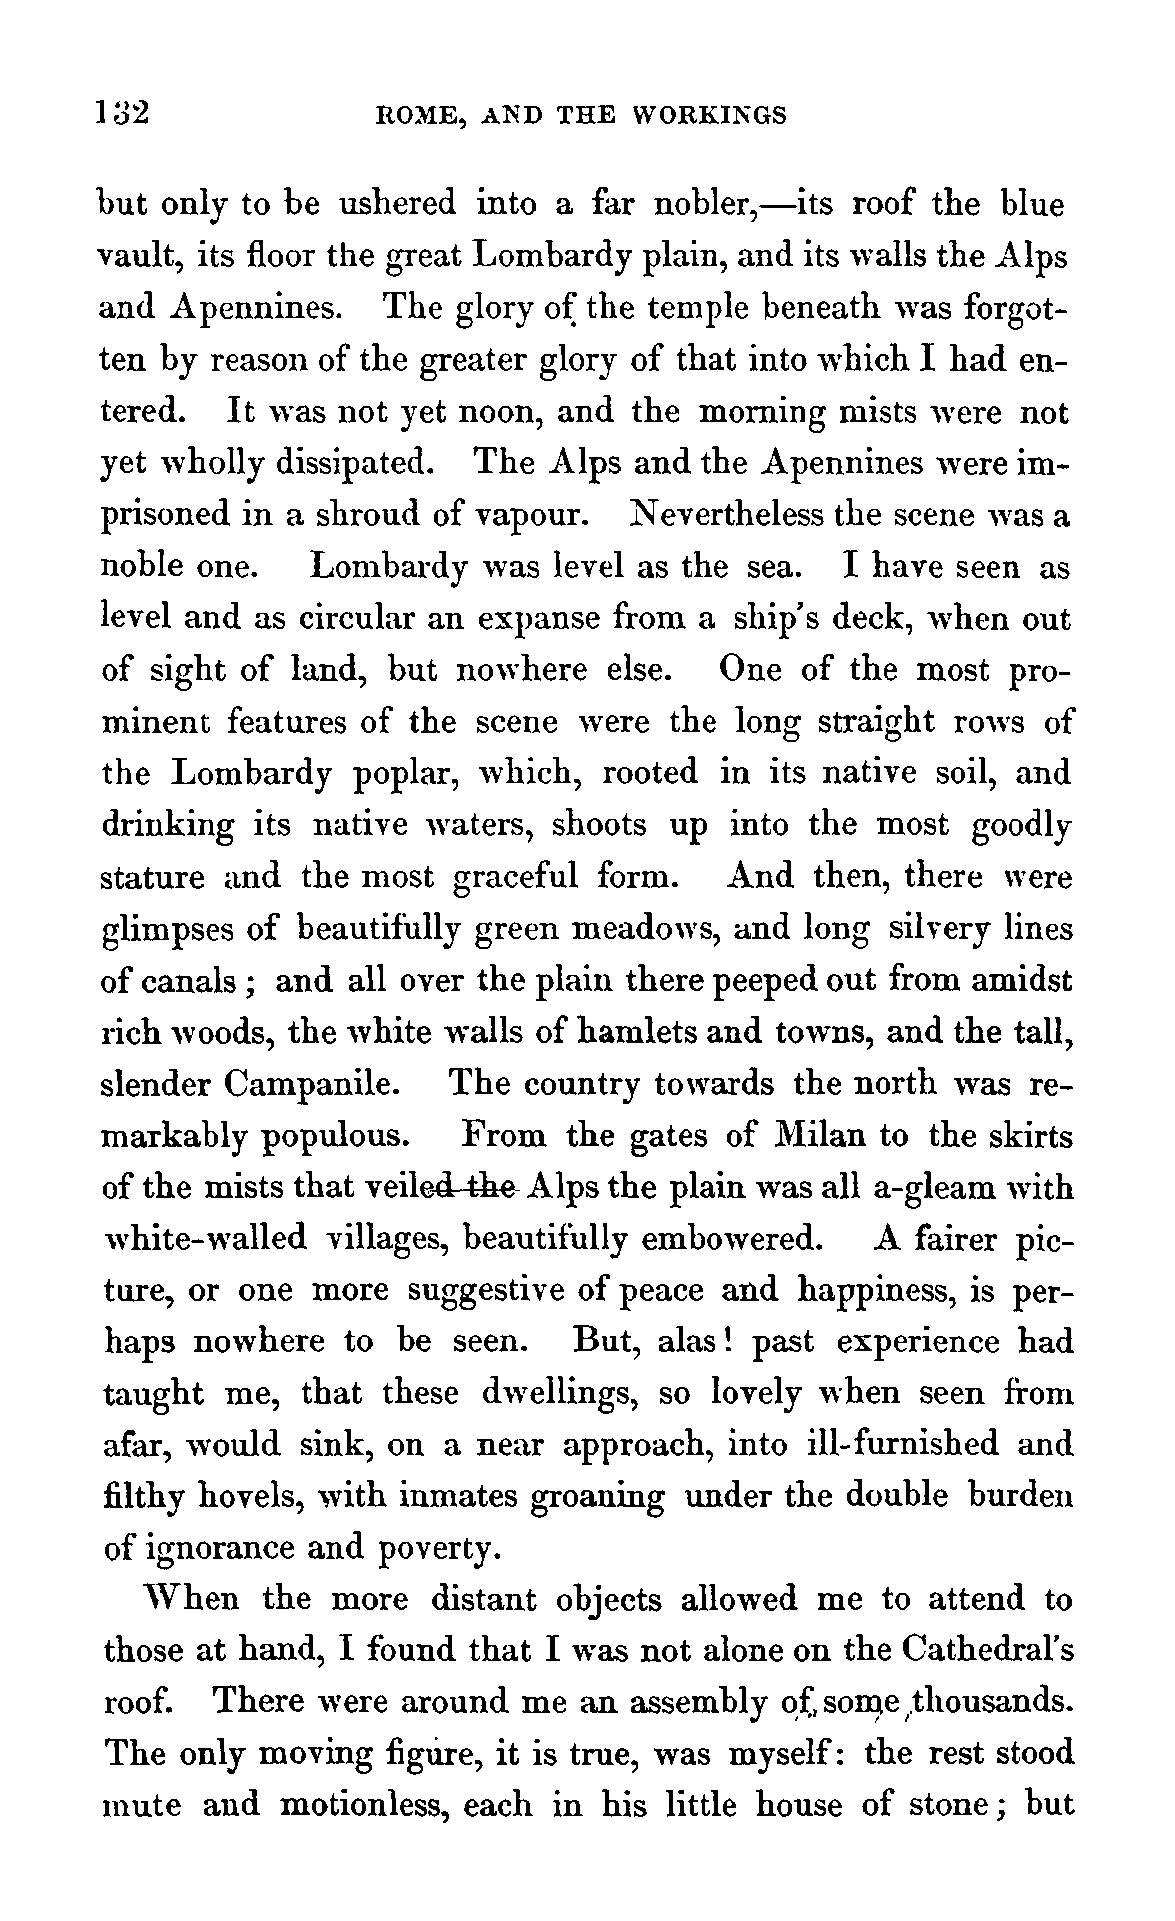 132 ROME, AND THE WORKINGS
but only to be ushered into a far nobler,—its roof the blue
vault, its floor the great Lombardy plain, and its walls the Alps
and Apennines. The glory of the temple beneath was forgot-
ten by reason of the greater glory of that into which I had en-
tered. It was not yet noon, and the morning mists were not
yet wholly dissipated. The Alps and the Apennines were im-
prisoned in a shroud of vapour. Nevertheless the scene was a
noble one. Lombardy was level as the sea. I have seen as
level and as circular an expanse from a ship's deck, when out
of sight of land, but nowhere else. One of the most pro-
minent features of the scene were the long straight rows of
the Lombardy poplar, which, rooted in its native soil, and
drinking its native waters, shoots up into the most goodly
stature and the most graceful form. And then, there were
glimpses of beautifully green meadows, and long silvery lines
of canals; and all over the plain there peeped out from amidst
rich woods, the white walls of hamlets and towns, and the tall,
slender Campanile. The country towards the north was re-
markably populous. From the gates of Milan to the skirts
of the mists that veiled the Alps the plain was all a-gleam with
white-walled villages, beautifully embowered. A fairer pic-
ture, or one more suggestive of peace and happiness, is per-
haps nowhere to be seen. But, alas! past experience had
taught me, that these dwellings, so lovely when seen from
afar, would sink, on a near approach, into ill-furnished and
filthy hovels, with inmates groaning under the double burden
of ignorance and poverty.
When the more distant objects allowed me to attend to
those at hand, I found that I was not alone on the Cathedral's
roof. There were around me an assembly of some thousands.
The only moving figure, it is true, was myself: the rest stood
mute and motionless, each in his little house of stone; but